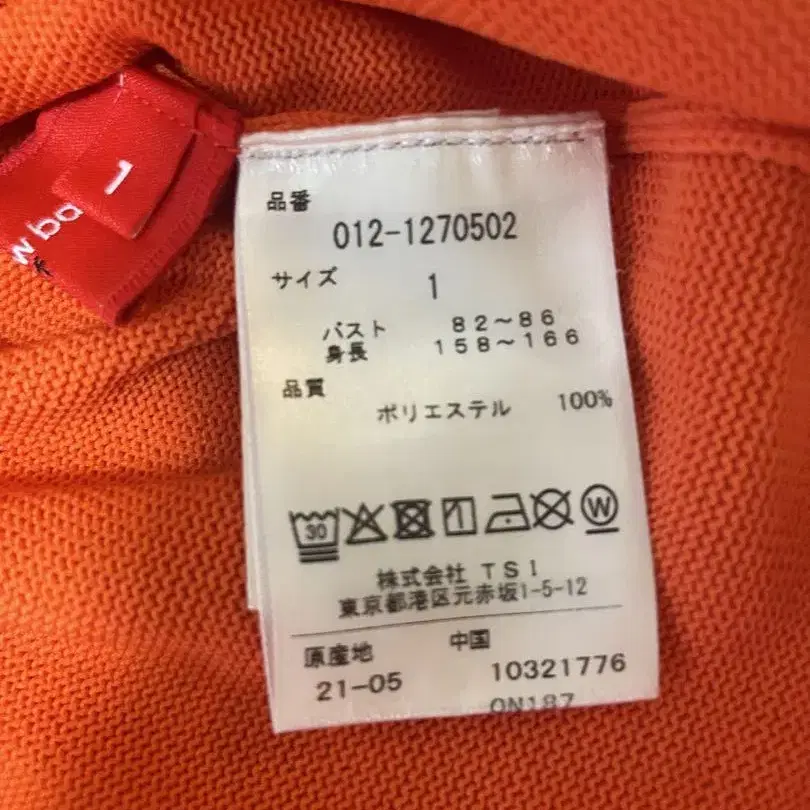 1
w ba
品番
012-1270502
サイズ 1
バスト 82~86
身長 158~166
品質
ポリエステル 100%
30 W
株式会社 TSI
東京都港区元赤坂1-5-12
原産地 中国
21-05 10321776
ON187